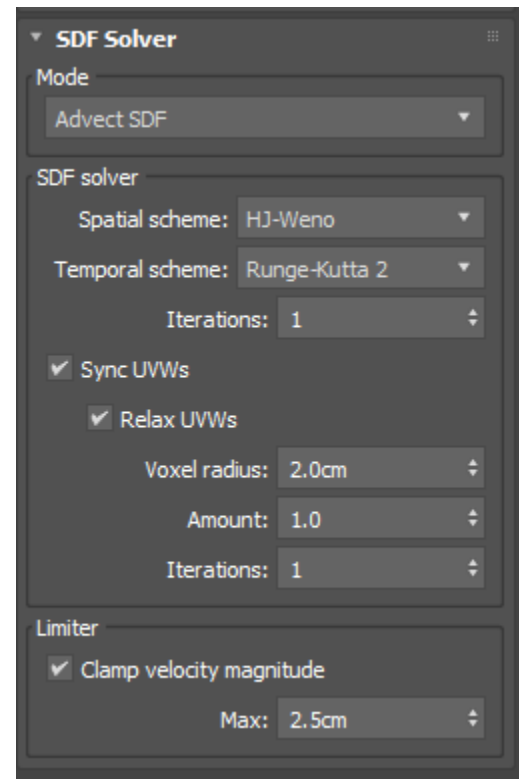 SDF Solver
Mode
Advect SDF
SDF solver
Spatial scheme: HJ-Weno
Temporal scheme: Runge-Kutta 2
Iterations: 1
Sync UVWs
Relax UVWs
Voxel radius: 2.0cm
Amount: 1.0
Iterations: 1
Limiter
Clamp velocity magnitude
Max: 2.5cm